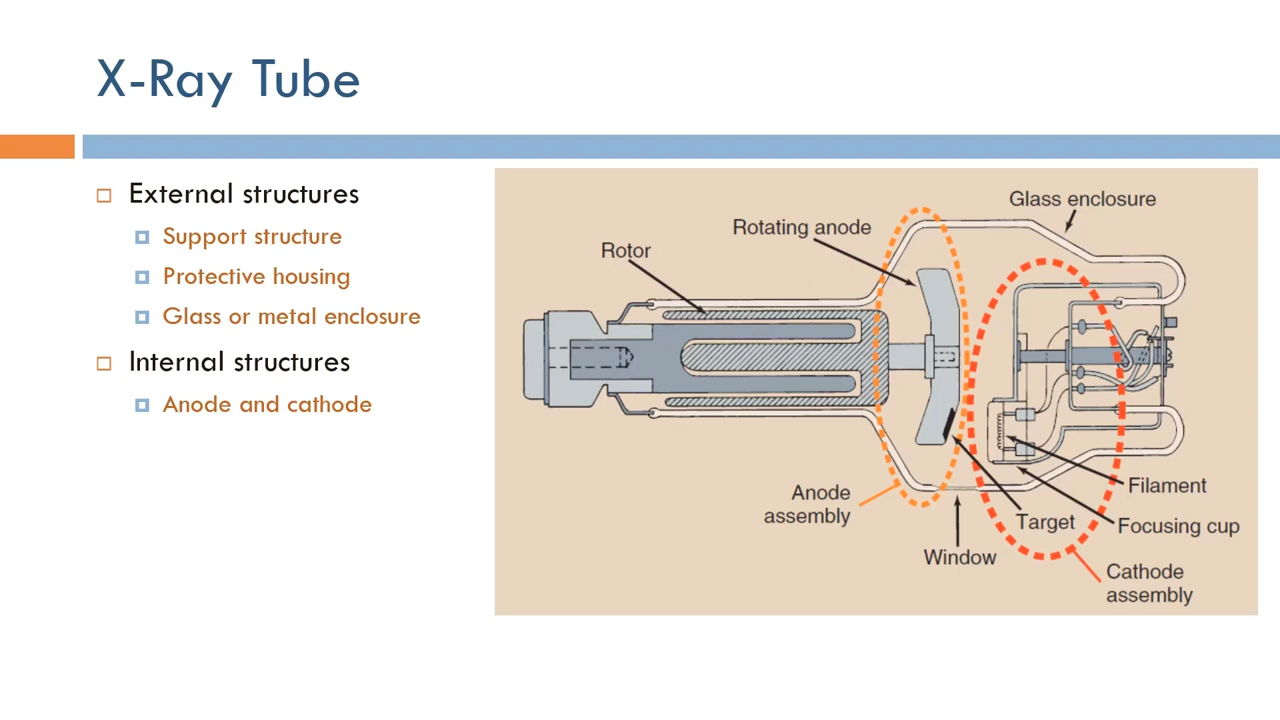 X-Ray Tube
External structures
Support structure
Protective housing
Glass or metal enclosure
Internal structures
Anode and cathode
Glass enclosure
Rotating anode
Rotor
Filament
Anode
assembly
Target
Focusing cup
Window
Cathode
assembly